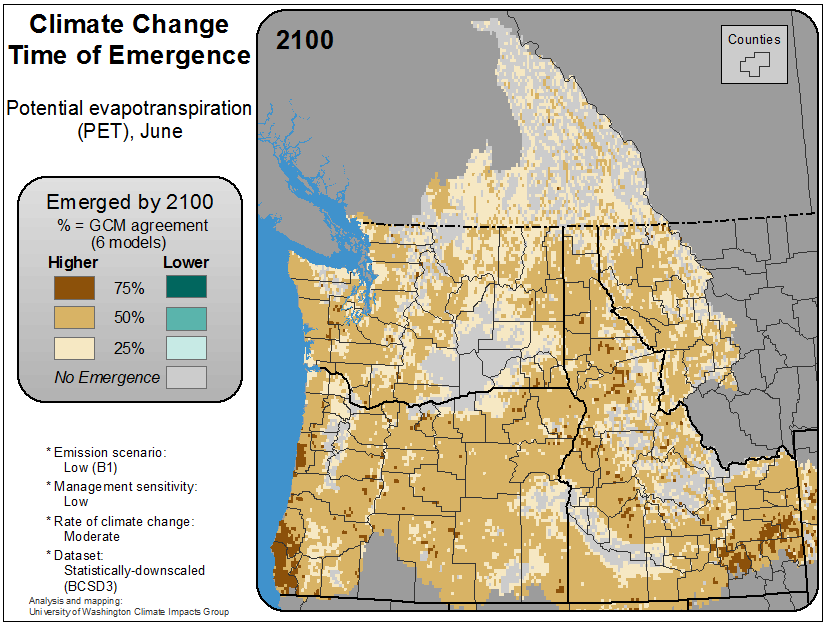 Climate Change
Time of Emergence
Potential evapotranspiration
(PET), June
Emerged by 2100
% = GCM agreement
(6 models)
Higher Lower
75%
50%
25%
No Emergence
* Emission scenario:
Low (B1)
* Management sensitivity:
Low
* Rate of climate change:
Moderate
* Dataset:
Statistically-downscaled
(BCSD3)
Analysis and mapping:
University of Washington Climate Impacts Group
2100
Counties